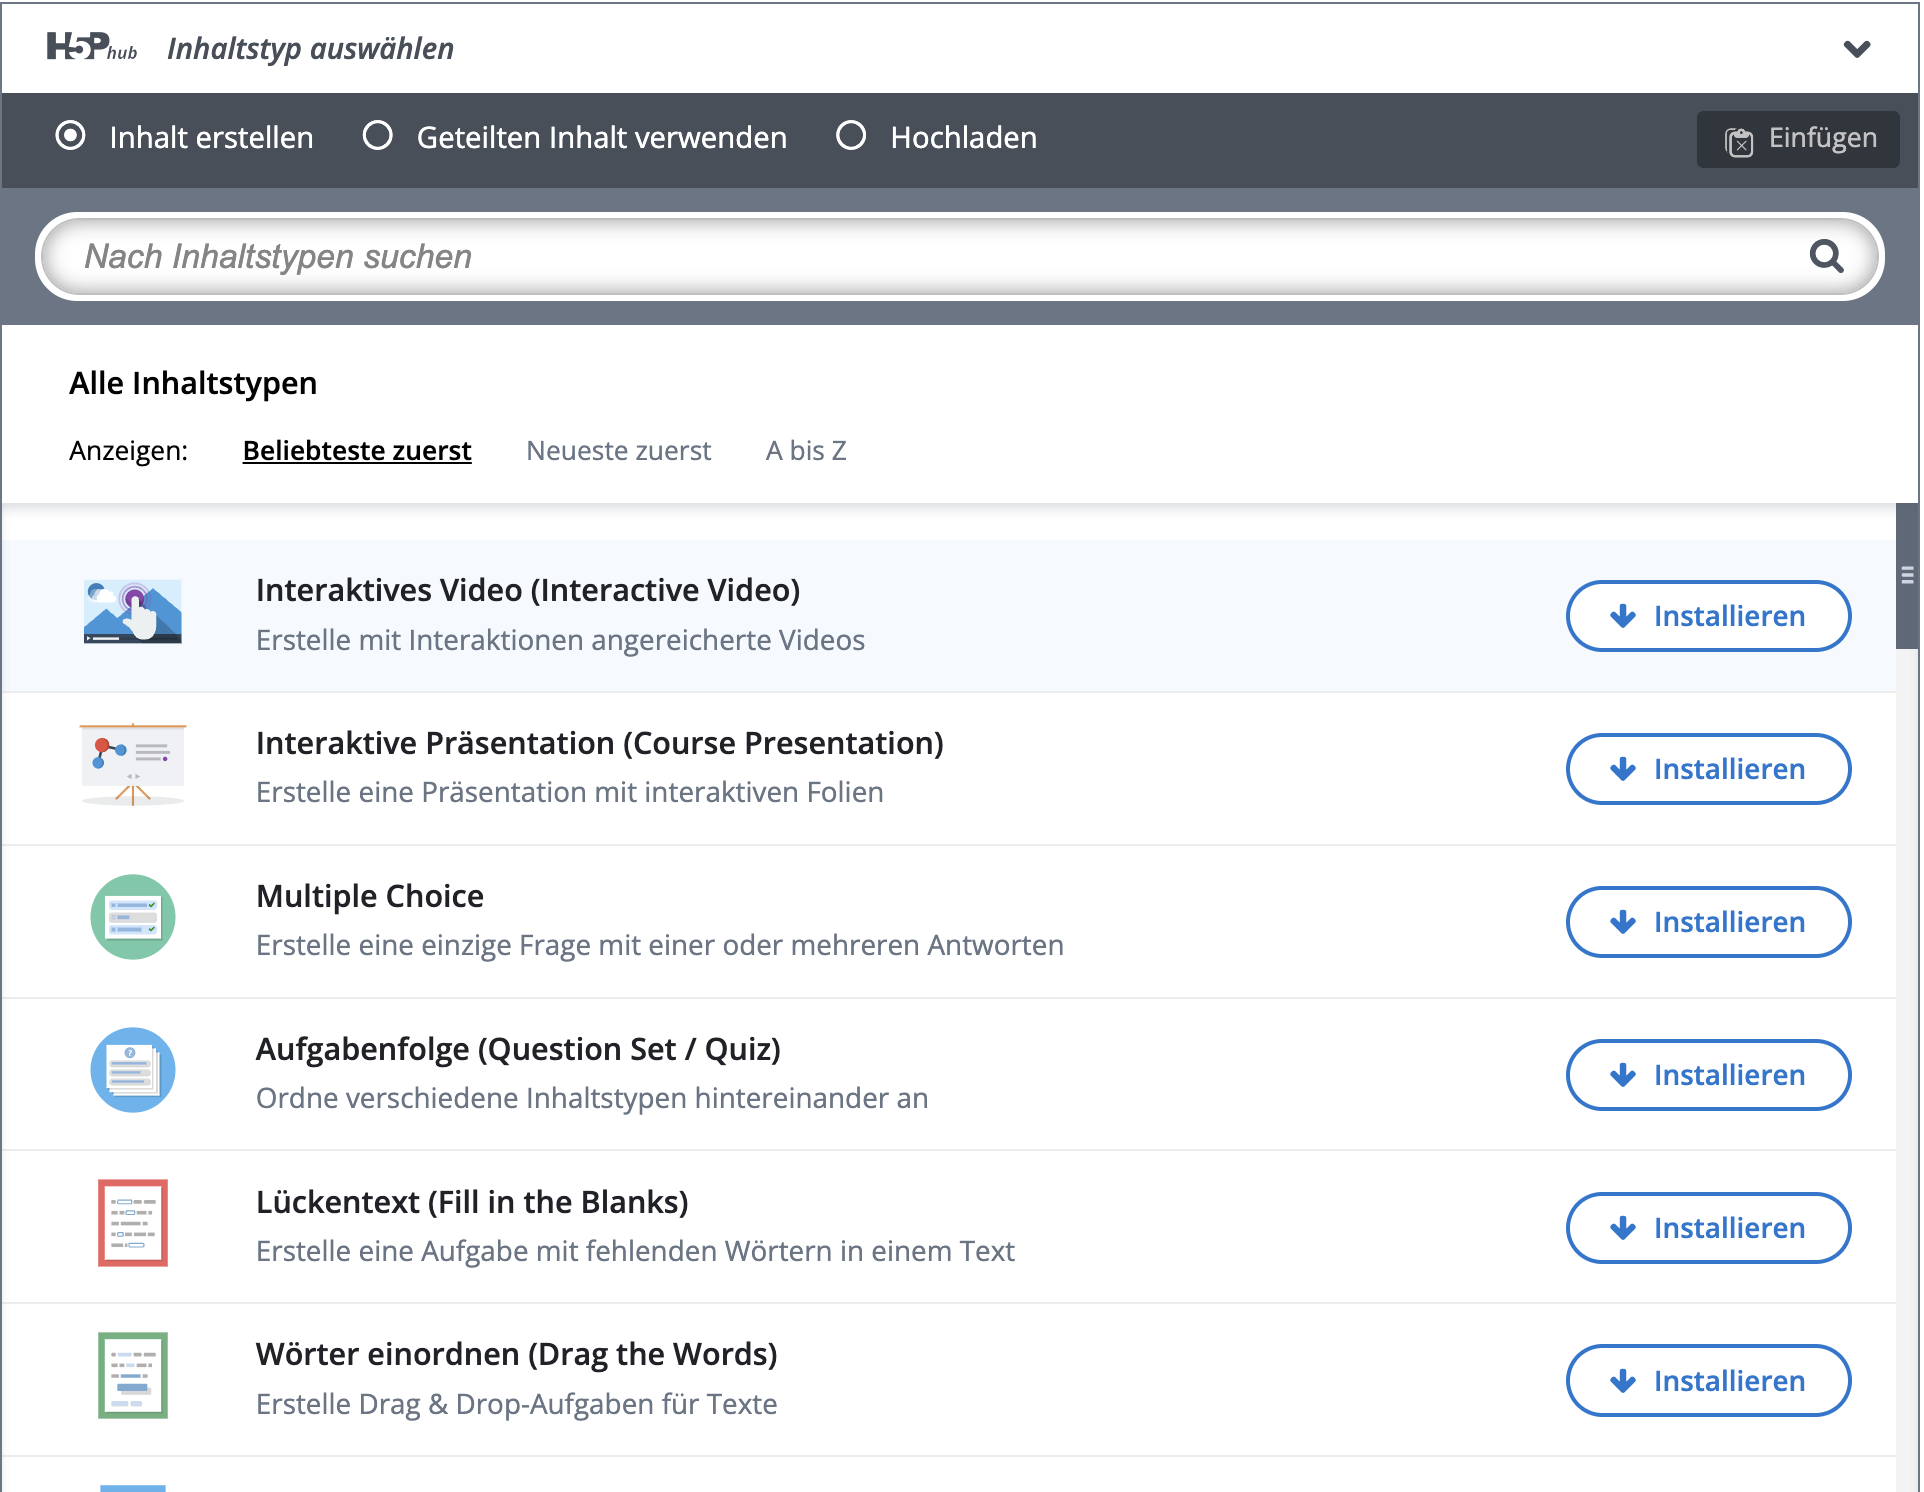 H5P hub Inhaltstyp auswählen
Inhalt erstellen Geteilten Inhalt verwenden Hochladen Einfügen
Nach Inhaltstypen suchen
Alle Inhaltstypen
Anzeigen: Beliebteste zuerst Neueste zuerst A bis Z
Interaktives Video (Interactive Video)
Erstelle mit Interaktionen angereicherte Videos
Installieren
Interaktive Präsentation (Course Presentation)
Erstelle eine Präsentation mit interaktiven Folien
Installieren
Multiple Choice
Erstelle eine einzige Frage mit einer oder mehreren Antworten
Installieren
Aufgabenfolge (Question Set / Quiz)
Ordne verschiedene Inhaltstypen hintereinander an
Installieren
Lückentext (Fill in the Blanks)
Erstelle eine Aufgabe mit fehlenden Wörtern in einem Text
Installieren
Wörter einordnen (Drag the Words)
Erstelle Drag & Drop-Aufgaben für Texte
Installieren